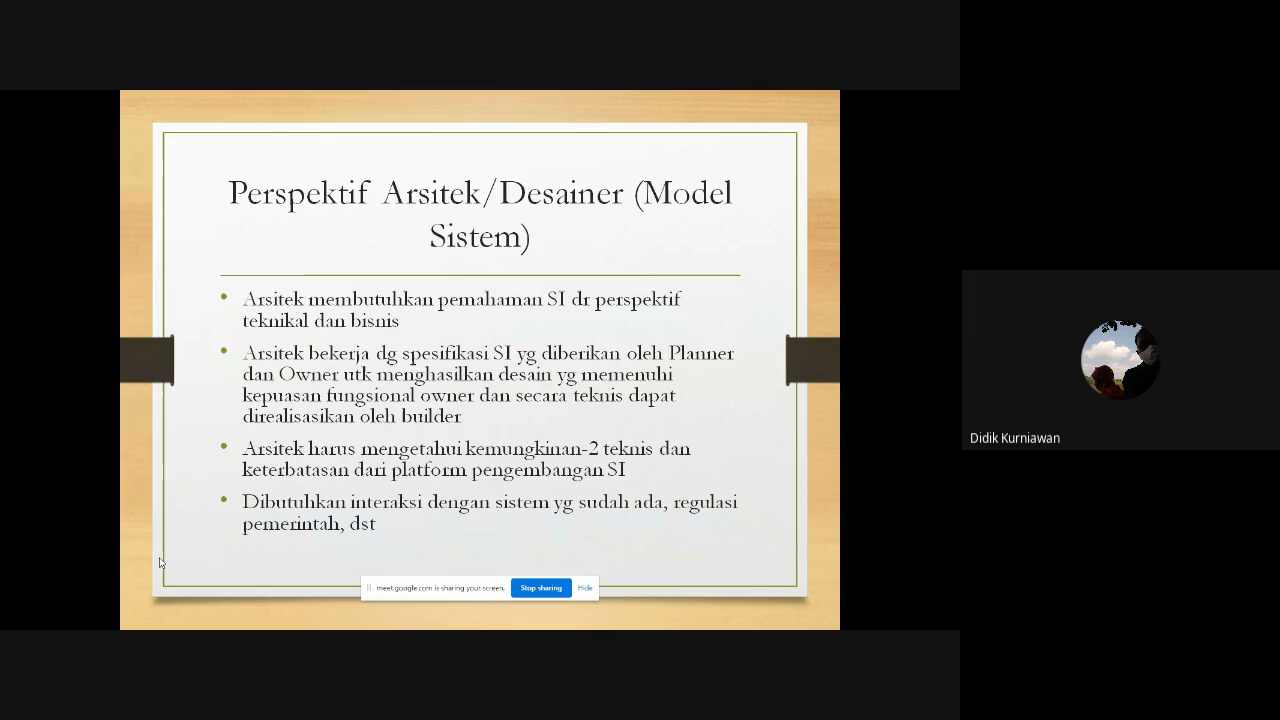 Perspektif Arsitek/Desainer (Model
Sistem)
• Arsitek membutuhkan pemahaman SI dr perspektif
teknikal dan bisnis
• Arsitek bekerja dg spesifikasi SI yg diberikan oleh Planner
dan Owner utk menghasilkan desain yg memenuhi
kepuasan fungsional owner dan secara teknis dapat
direalisasikan oleh builder
• Arsitek harus mengetahui kemungkinan-2 teknis dan
keterbatasan dari platform pengembangan SI
• Dibutuhkan interaksi dengan sistem yg sudah ada, regulasi
pemerintah, dst
meet.google.com is sharing your screen. Stop sharing Hide
Didik Kurniawan